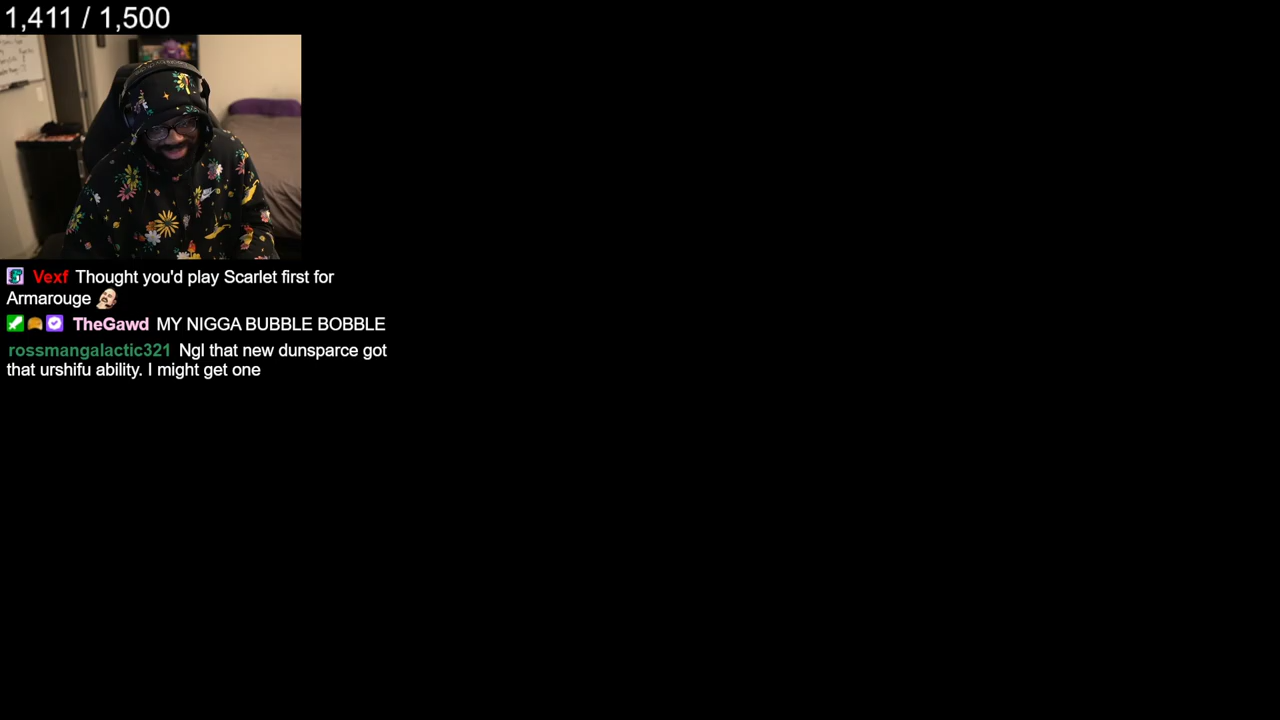 1,411 / 1,500
Vexf Thought you'd play Scarlet first for
Armarouge
TheGawd MY NIGGA BUBBLE BOBBLE
rossmangalactic321 Ngl that new dunsparce got
that urshifu ability. I might get one